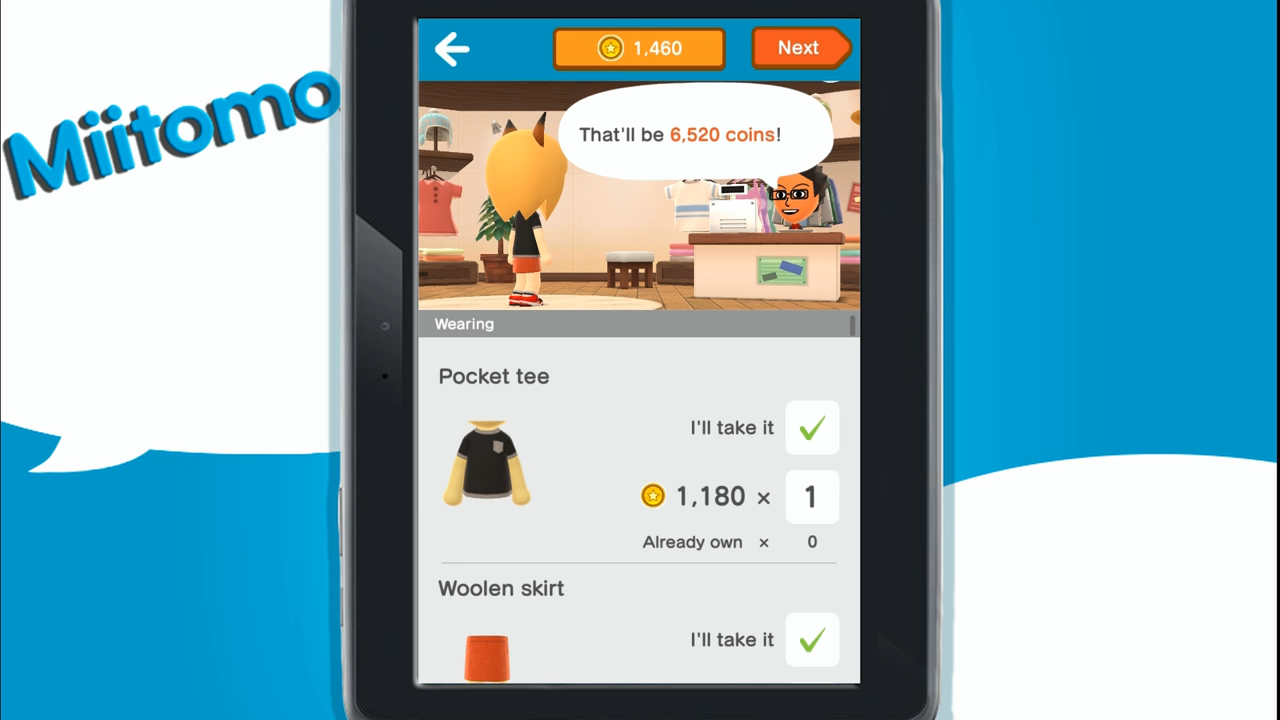 Miitomo
1,460
Next
That'll be 6,520 coins!
Wearing
Pocket tee
I'll take it
1,180 × 1
Already own × 0
Woolen skirt
I'll take it